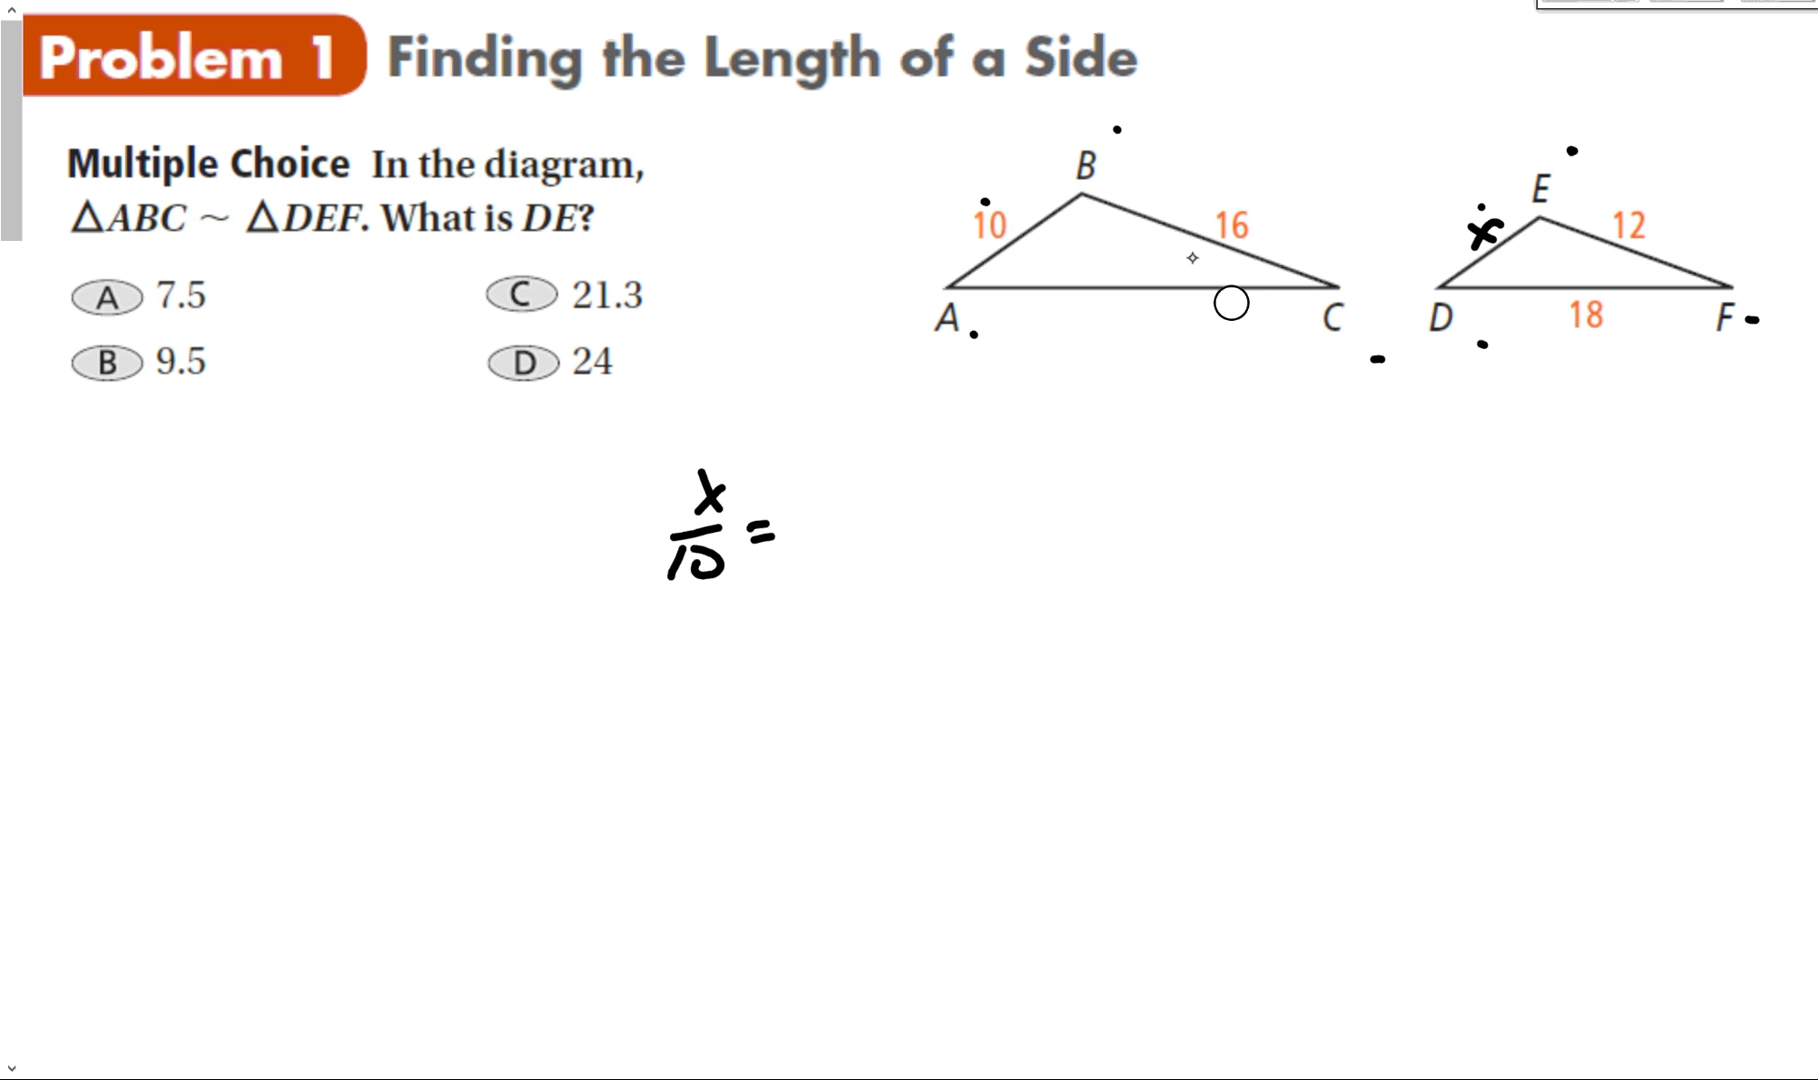 Problem 1 Finding the Length of a Side
Multiple Choice In the diagram,
△ABC ~ △DEF. What is DE?
A 7.5
C 21.3
B 9.5
D 24
B
10
16
A
C
E
x
12
D
18
F
x
10
=